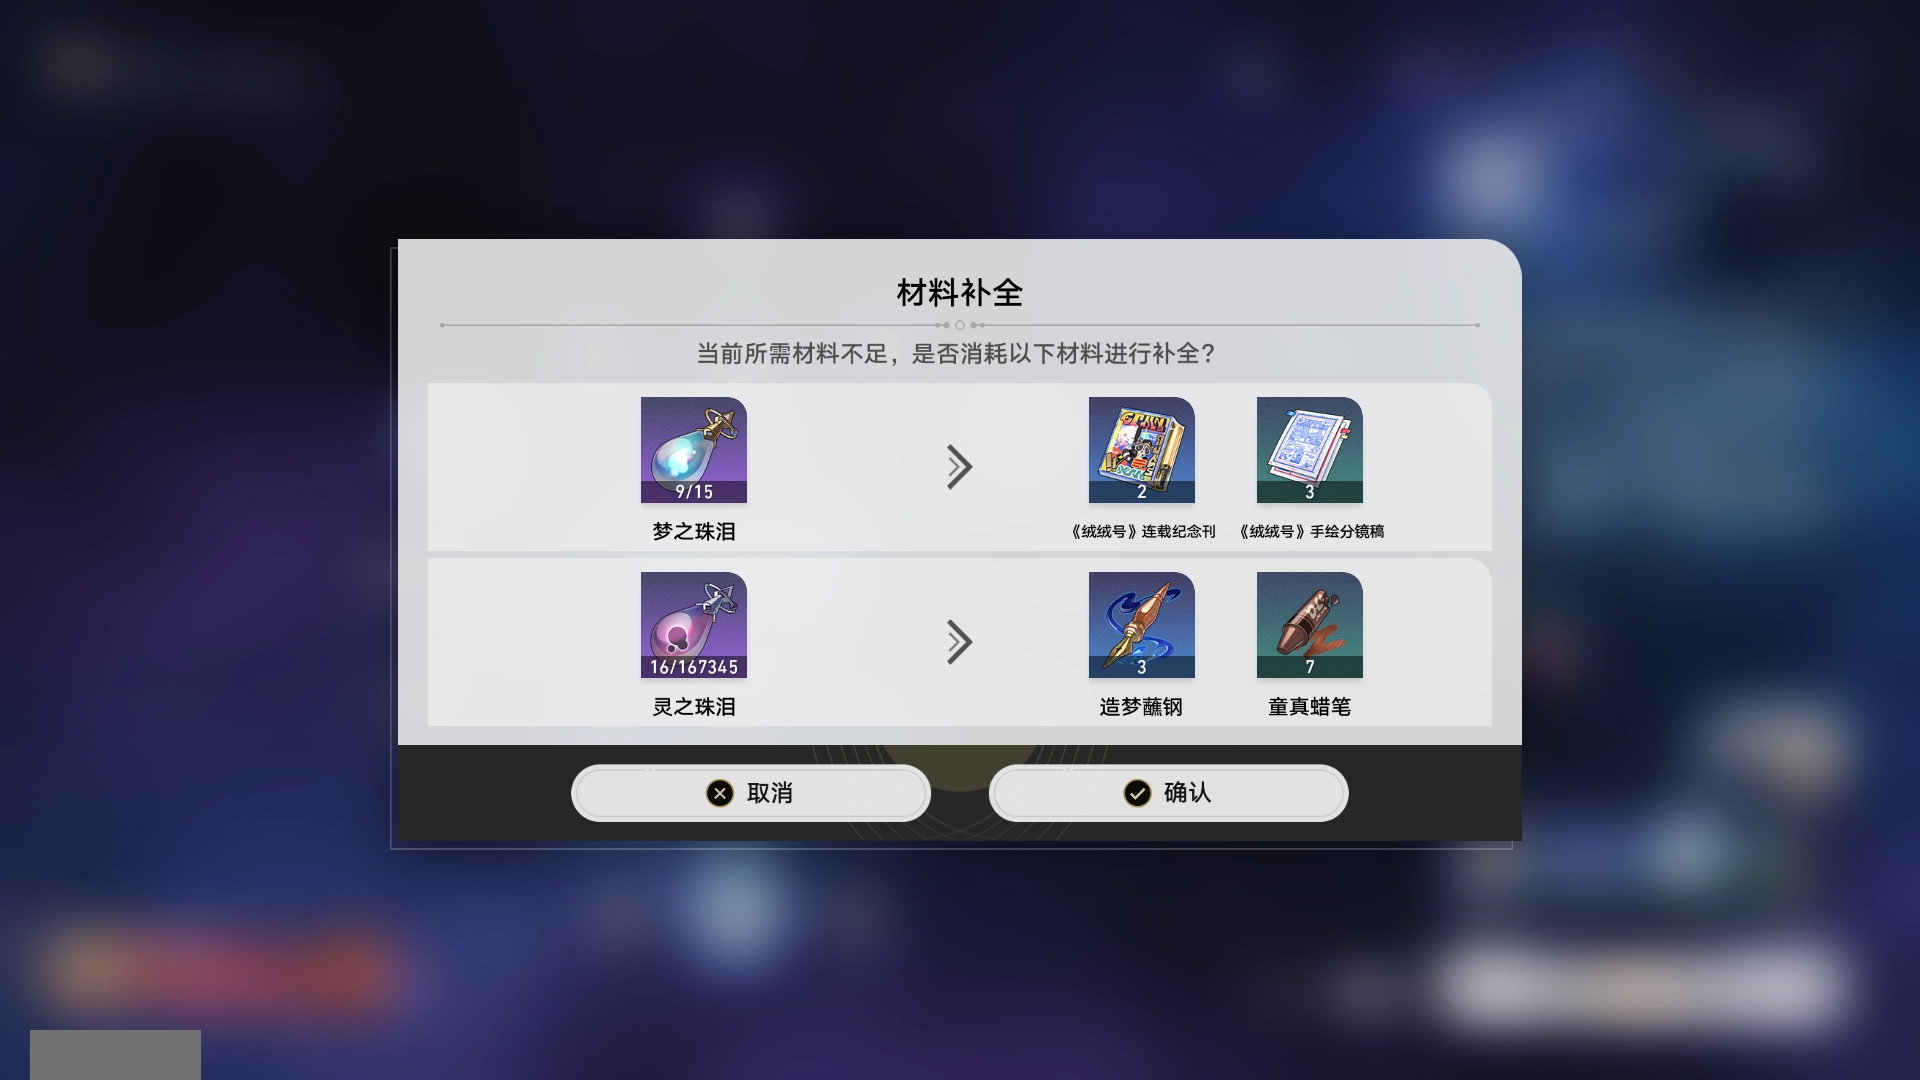 材料补全
当前所需材料不足，是否消耗以下材料进行补全？
9/15
2
3
梦之珠泪
《绒绒号》连载纪念刊
《绒绒号》手绘分镜稿
16/167345
3
7
灵之珠泪
造梦蘸钢
童真蜡笔
取消
确认